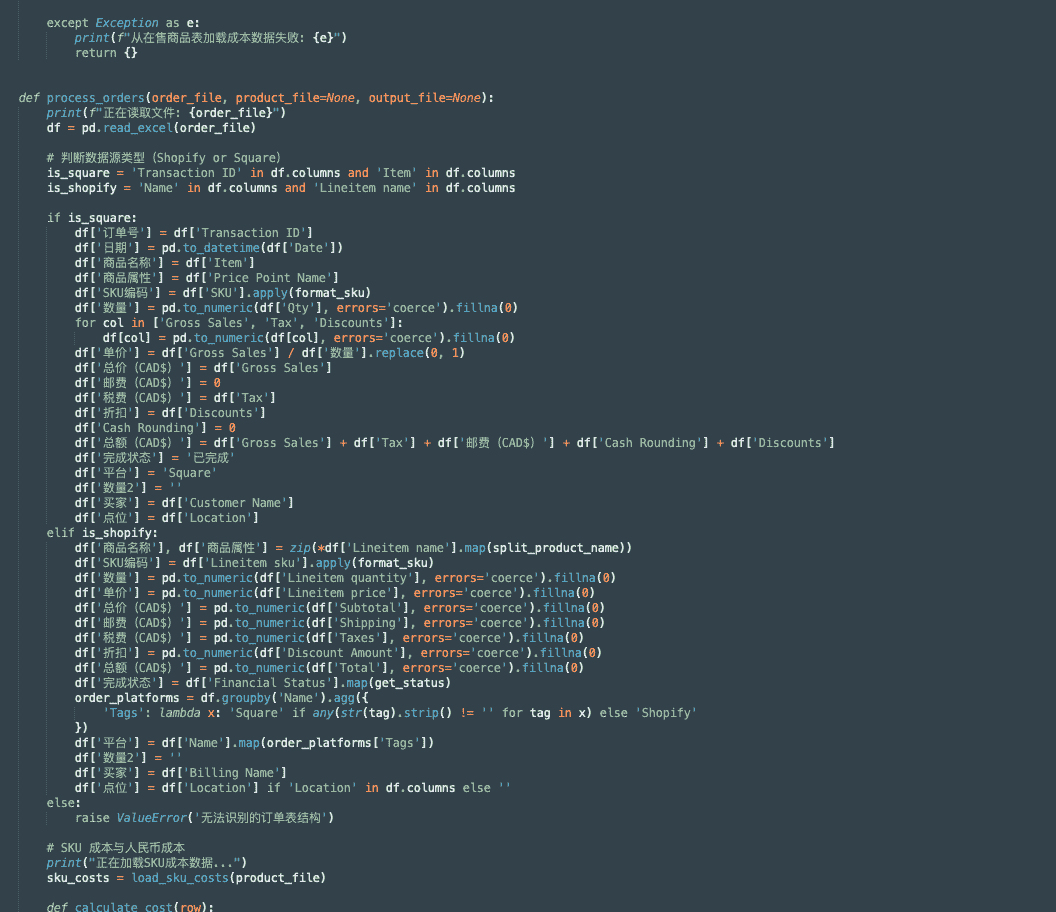 except Exception as e:
print(f"从在售商品表加载成本数据失败: {e}")
return {}
def process_orders(order_file, product_file=None, output_file=None):
print(f"正在读取文件: {order_file}")
df = pd.read_excel(order_file)
# 判断数据源类型（Shopify or Square）
is_square = 'Transaction ID' in df.columns and 'Item' in df.columns
is_shopify = 'Name' in df.columns and 'Lineitem name' in df.columns
if is_square:
df['订单号'] = df['Transaction ID']
df['日期'] = pd.to_datetime(df['Date'])
df['商品名称'] = df['Item']
df['商品属性'] = df['Price Point Name']
df['SKU编码'] = df['SKU'].apply(format_sku)
df['数量'] = pd.to_numeric(df['Qty'], errors='coerce').fillna(0)
for col in ['Gross Sales', 'Tax', 'Discounts']:
df[col] = pd.to_numeric(df[col], errors='coerce').fillna(0)
df['单价'] = df['Gross Sales'] / df['数量'].replace(0, 1)
df['总价（CAD$）'] = df['Gross Sales']
df['邮费（CAD$）'] = 0
df['税费（CAD$）'] = df['Tax']
df['折扣'] = df['Discounts']
df['Cash Rounding'] = 0
df['总额（CAD$）'] = df['Gross Sales'] + df['Tax'] + df['邮费（CAD$）'] + df['Cash Rounding'] + df['Discounts']
df['完成状态'] = '已完成'
df['平台'] = 'Square'
df['数量2'] = ''
df['买家'] = df['Customer Name']
df['点位'] = df['Location']
elif is_shopify:
df['商品名称'], df['商品属性'] = zip(*df['Lineitem name'].map(split_product_name))
df['SKU编码'] = df['Lineitem sku'].apply(format_sku)
df['数量'] = pd.to_numeric(df['Lineitem quantity'], errors='coerce').fillna(0)
df['单价'] = pd.to_numeric(df['Lineitem price'], errors='coerce').fillna(0)
df['总价（CAD$）'] = pd.to_numeric(df['Subtotal'], errors='coerce').fillna(0)
df['邮费（CAD$）'] = pd.to_numeric(df['Shipping'], errors='coerce').fillna(0)
df['税费（CAD$）'] = pd.to_numeric(df['Taxes'], errors='coerce').fillna(0)
df['折扣'] = pd.to_numeric(df['Discount Amount'], errors='coerce').fillna(0)
df['总额（CAD$）'] = pd.to_numeric(df['Total'], errors='coerce').fillna(0)
df['完成状态'] = df['Financial Status'].map(get_status)
order_platforms = df.groupby('Name').agg({
'Tags': lambda x: 'Square' if any(str(tag).strip() != '' for tag in x) else 'Shopify'
})
df['平台'] = df['Name'].map(order_platforms['Tags'])
df['数量2'] = ''
df['买家'] = df['Billing Name']
df['点位'] = df['Location'] if 'Location' in df.columns else ''
else:
raise ValueError('无法识别的订单表结构')
# SKU 成本与人民币成本
print("正在加载SKU成本数据...")
sku_costs = load_sku_costs(product_file)
def calculate_cost(row):